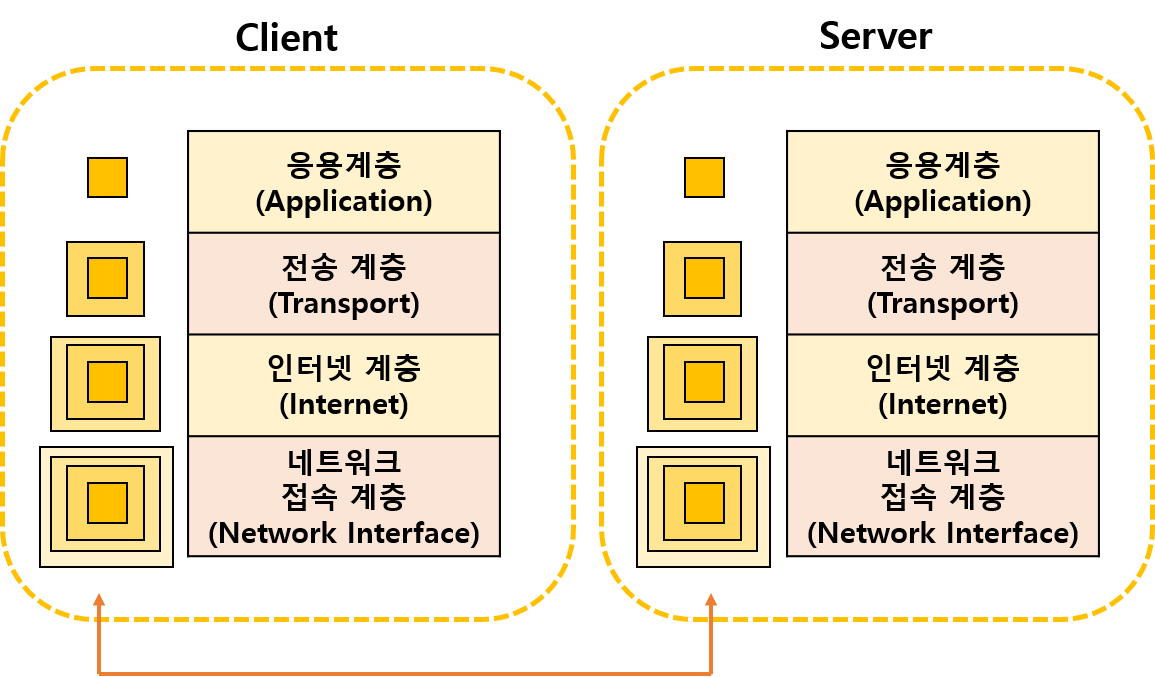 Client
Server
응용계층
(Application)
전송 계층
(Transport)
인터넷 계층
(Internet)
네트워크
접속 계층
(Network Interface)
응용계층
(Application)
전송 계층
(Transport)
인터넷 계층
(Internet)
네트워크
접속 계층
(Network Interface)